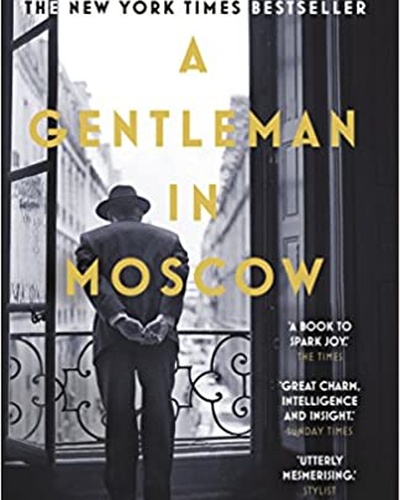 THE NEW YORK TIMES BESTSELLER
A
GENTLEMAN
IN
MOSCOW
'A BOOK TO
SPARK JOY.'
THE TIMES
'GREAT CHARM,
INTELLIGENCE
AND INSIGHT.'
SUNDAY TIMES
'UTTERLY
MESMERISING.'
STYLIST